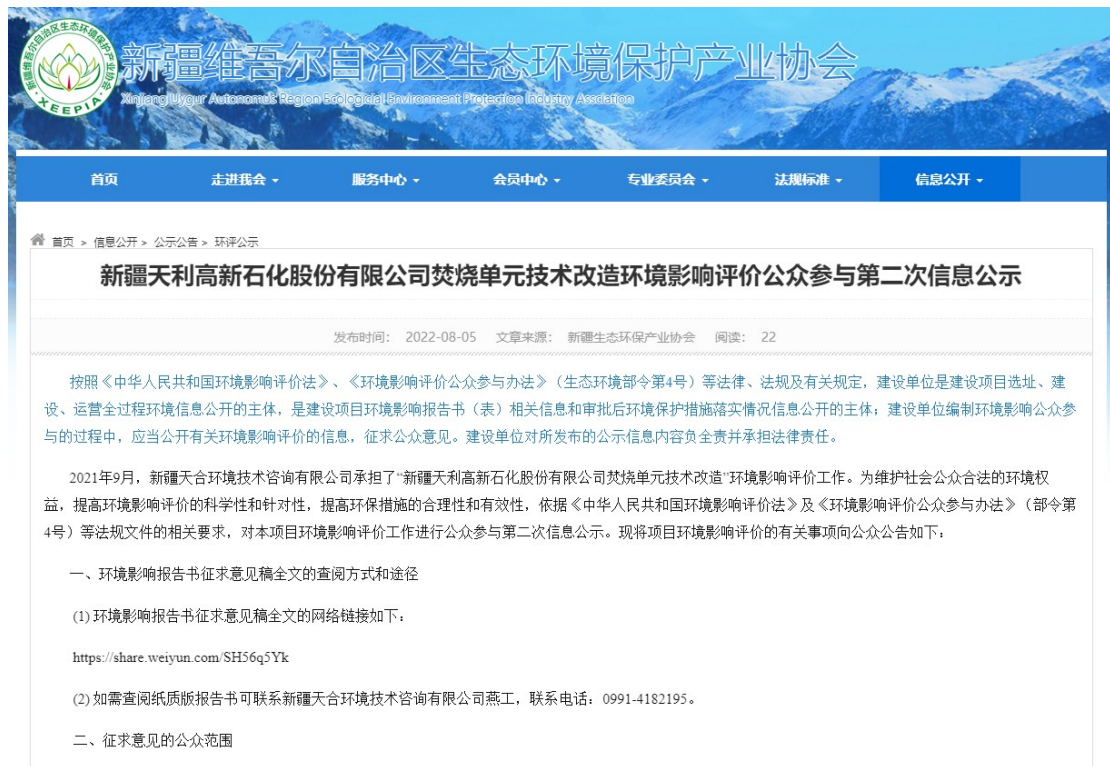 新疆维吾尔自治区生态环境保护产业协会
XEEPIA
新疆维吾尔自治区生态环境保护产业协会
Xinjiang Uygur Autonomous Region Ecological Environment Protection Industry
首页 走进我会 服务中心 会员中心 专业委员会 法规标准 信息公开
首页 > 信息公开 > 公示公告 > 环评公示
新疆天利高新石化股份有限公司焚烧单元技术改造环境影响评价公众参与第二次信息公示
发布时间: 2022-08-05 文章来源: 新疆生态环保产业协会 阅读: 22
按照《中华人民共和国环境影响评价法》、《环境影响评价公众参与办法》（生态环境部令第4号）等法律、法规及有关规定，建设单位是建设项目选址、建
设、运营全过程环境信息公开的主体，是建设项目环境影响报告书（表）相关信息和审批后环境保护措施落实情况信息公开的主体；建设单位编制环境影响公众参
与的过程中，应当公开有关环境影响评价的信息，征求公众意见。建设单位对所发布的公示信息内容负全责并承担法律责任。
2021年9月，新疆天合环境技术咨询有限公司承担了“新疆天利高新石化股份有限公司焚烧单元技术改造”环境影响评价工作。为维护社会公众合法的环境权
益，提高环境影响评价的科学性和针对性，提高环保措施的合理性和有效性，依据《中华人民共和国环境影响评价法》及《环境影响评价公众参与办法》（部令第
4号）等法规文件的相关要求，对本项目环境影响评价工作进行公众参与第二次信息公示。现将项目环境影响评价的有关事项向公众公告如下：
一、环境影响报告书征求意见稿全文的查阅方式和途径
(1) 环境影响报告书征求意见稿全文的网络链接如下：
https://share.weiyun.com/SH56q5Yk
(2) 如需查阅纸质版报告书可联系新疆天合环境技术咨询有限公司燕工，联系电话：0991-4182195。
二、征求意见的公众范围